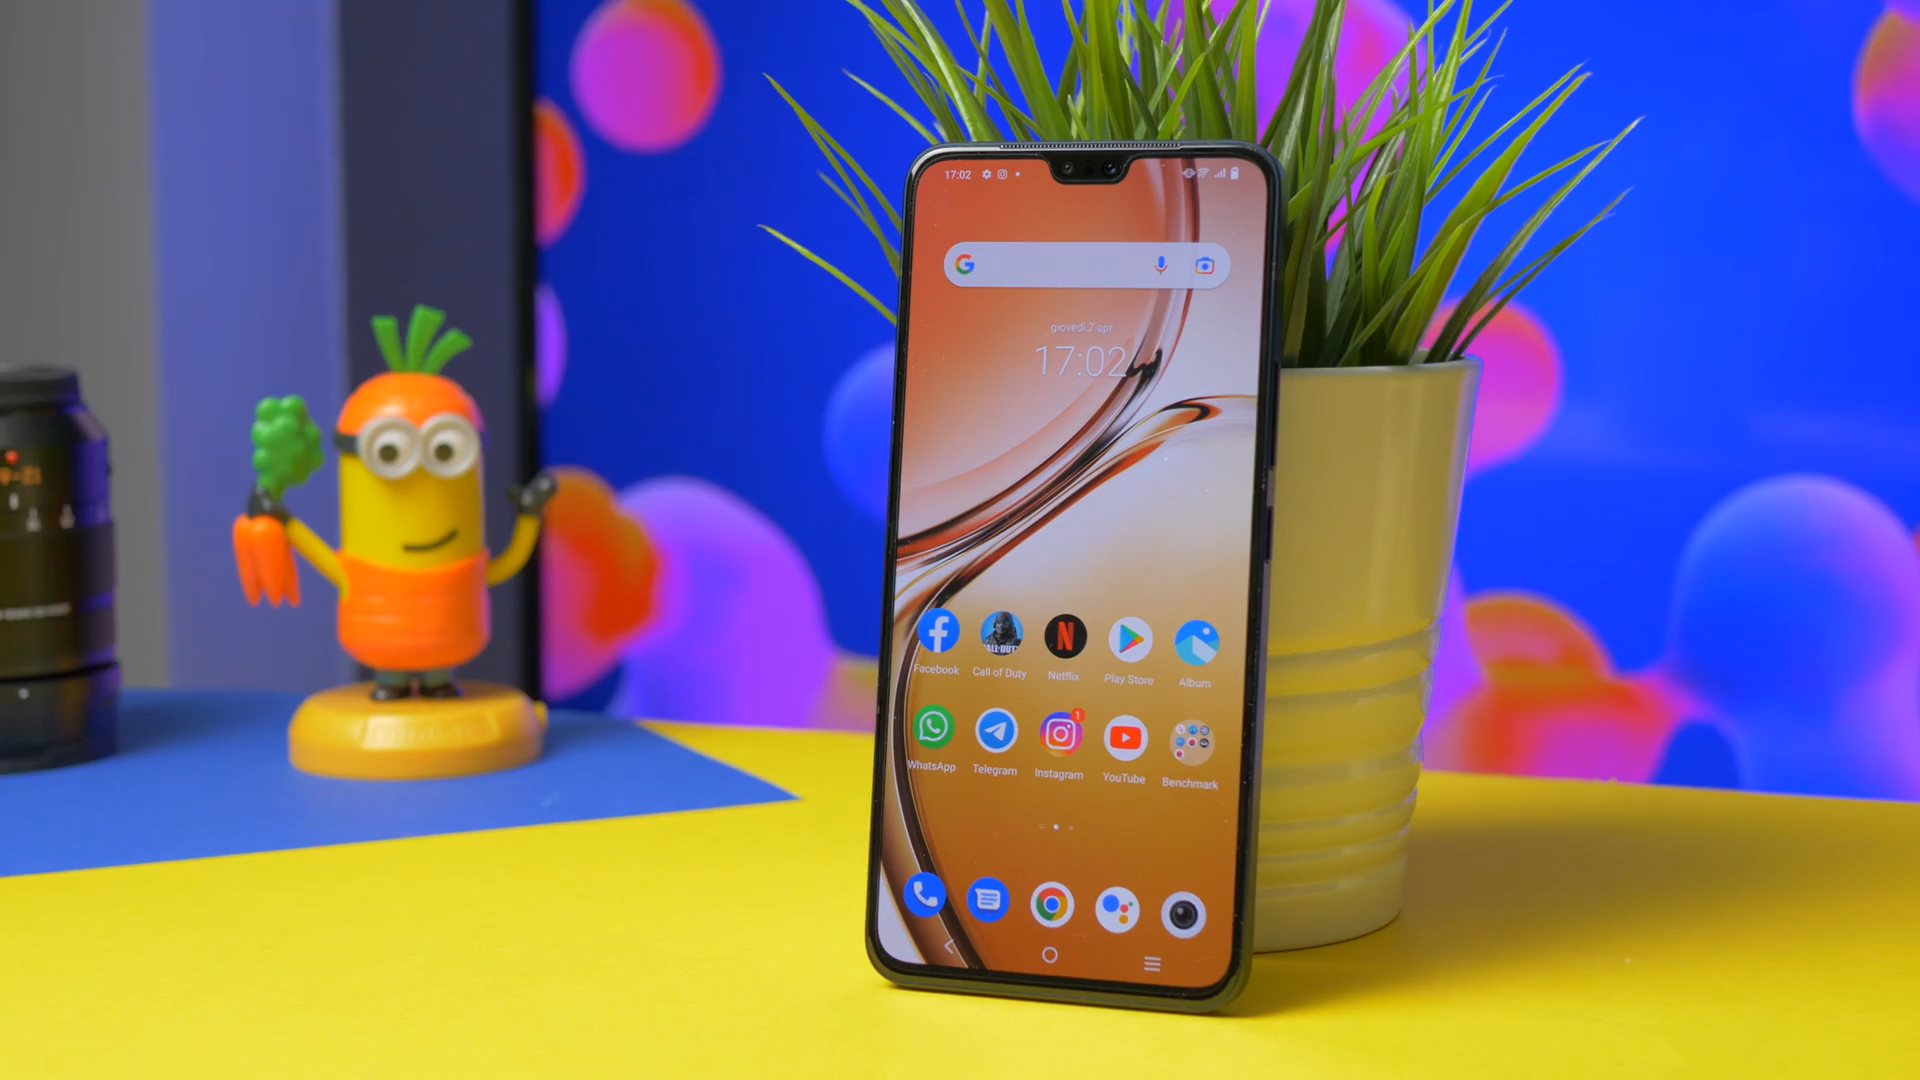 17:02
giovedì 7 apr
17:02
Facebook Call of Duty Netflix Play Store Album
WhatsApp Telegram Instagram YouTube Benchmark
1
N